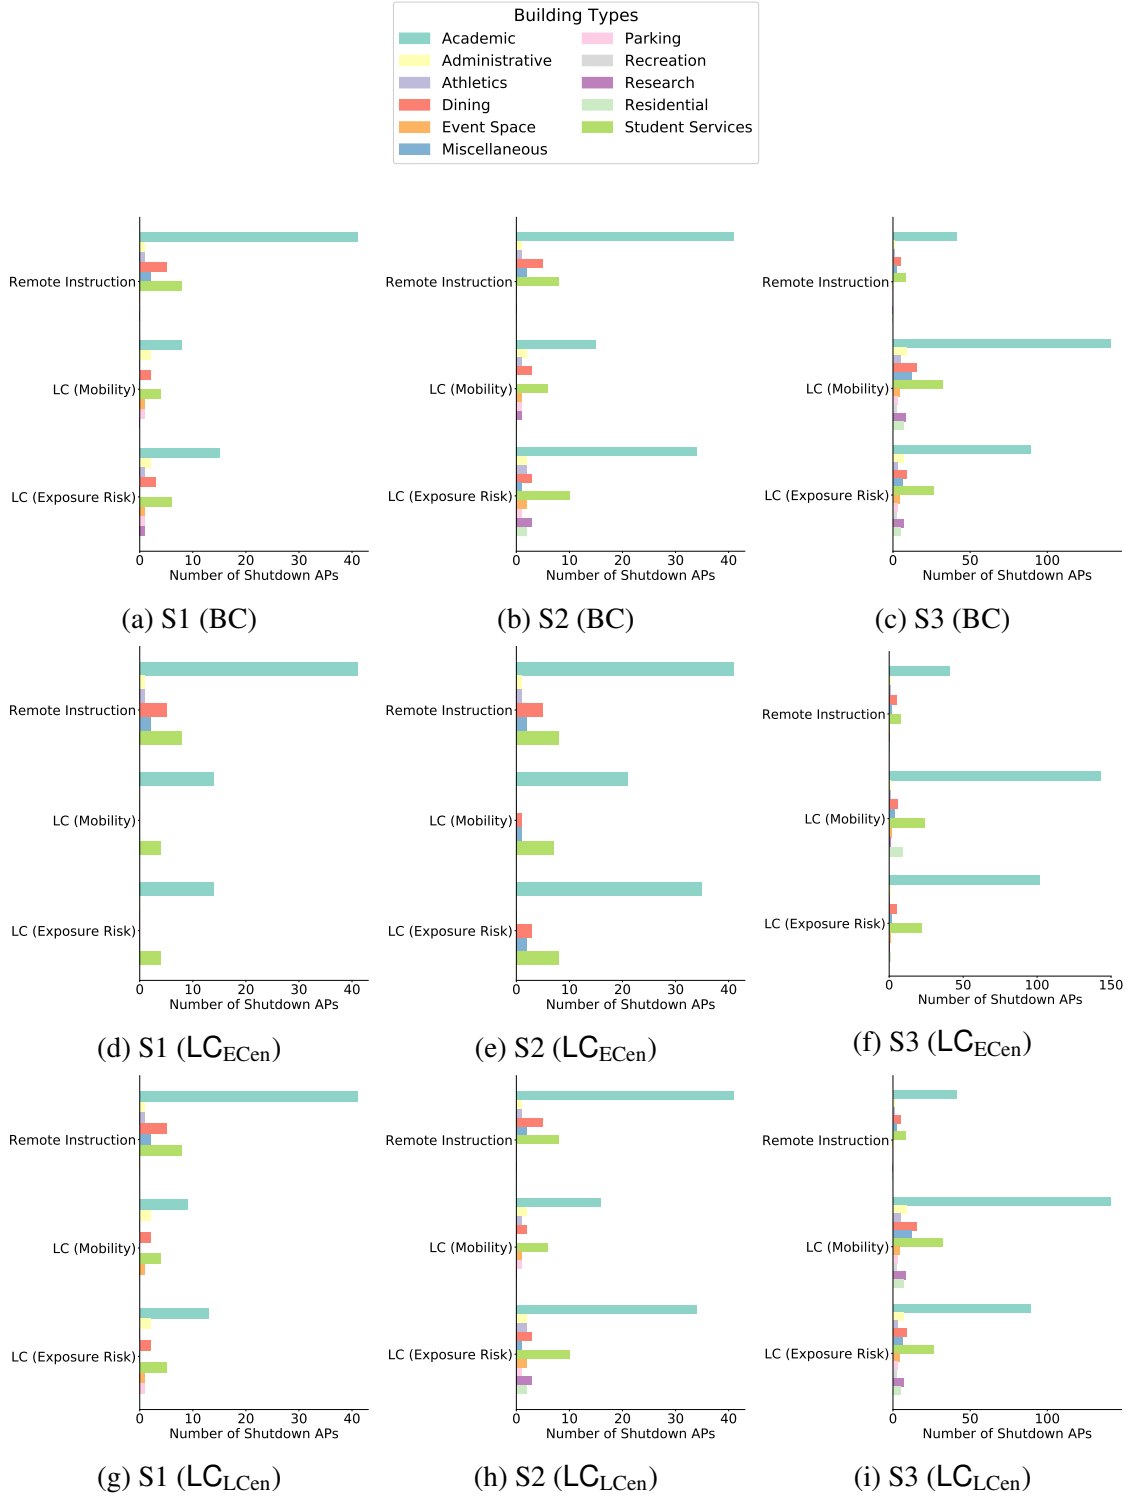 Building Types
Academic
Administrative
Athletics
Dining
Event Space
Miscellaneous
Parking
Recreation
Research
Residential
Student Services
Remote Instruction
LC (Mobility)
LC (Exposure Risk)
0 10 20 30 40
Number of Shutdown APs
(a) S1 (BC)
Remote Instruction
LC (Mobility)
LC (Exposure Risk)
0 10 20 30 40
Number of Shutdown APs
(b) S2 (BC)
Remote Instruction
LC (Mobility)
LC (Exposure Risk)
0 50 100
Number of Shutdown APs
(c) S3 (BC)
Remote Instruction
LC (Mobility)
LC (Exposure Risk)
0 10 20 30 40
Number of Shutdown APs
(d) S1 (LC_ECen)
Remote Instruction
LC (Mobility)
LC (Exposure Risk)
0 10 20 30 40
Number of Shutdown APs
(e) S2 (LC_ECen)
Remote Instruction
LC (Mobility)
LC (Exposure Risk)
0 50 100 150
Number of Shutdown APs
(f) S3 (LC_ECen)
Remote Instruction
LC (Mobility)
LC (Exposure Risk)
0 10 20 30 40
Number of Shutdown APs
(g) S1 (LC_LCen)
Remote Instruction
LC (Mobility)
LC (Exposure Risk)
0 10 20 30 40
Number of Shutdown APs
(h) S2 (LC_LCen)
Remote Instruction
LC (Mobility)
LC (Exposure Risk)
0 50 100
Number of Shutdown APs
(i) S3 (LC_LCen)